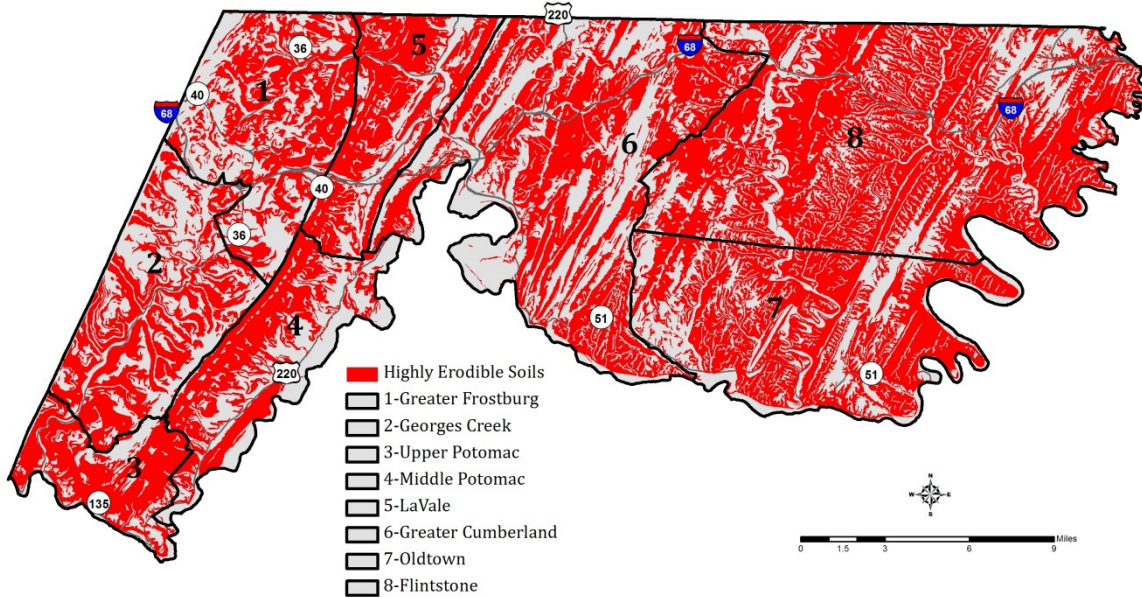 220
36
5
68
40
1
68
6
8
68
40
36
2
4
51
7
220
51
3
135
Highly Erodible Soils
1-Greater Frostburg
2-Georges Creek
3-Upper Potomac
4-Middle Potomac
5-LaVale
6-Greater Cumberland
7-Oldtown
8-Flintstone
N
W E
S
Miles
0 1.5 3 6 9